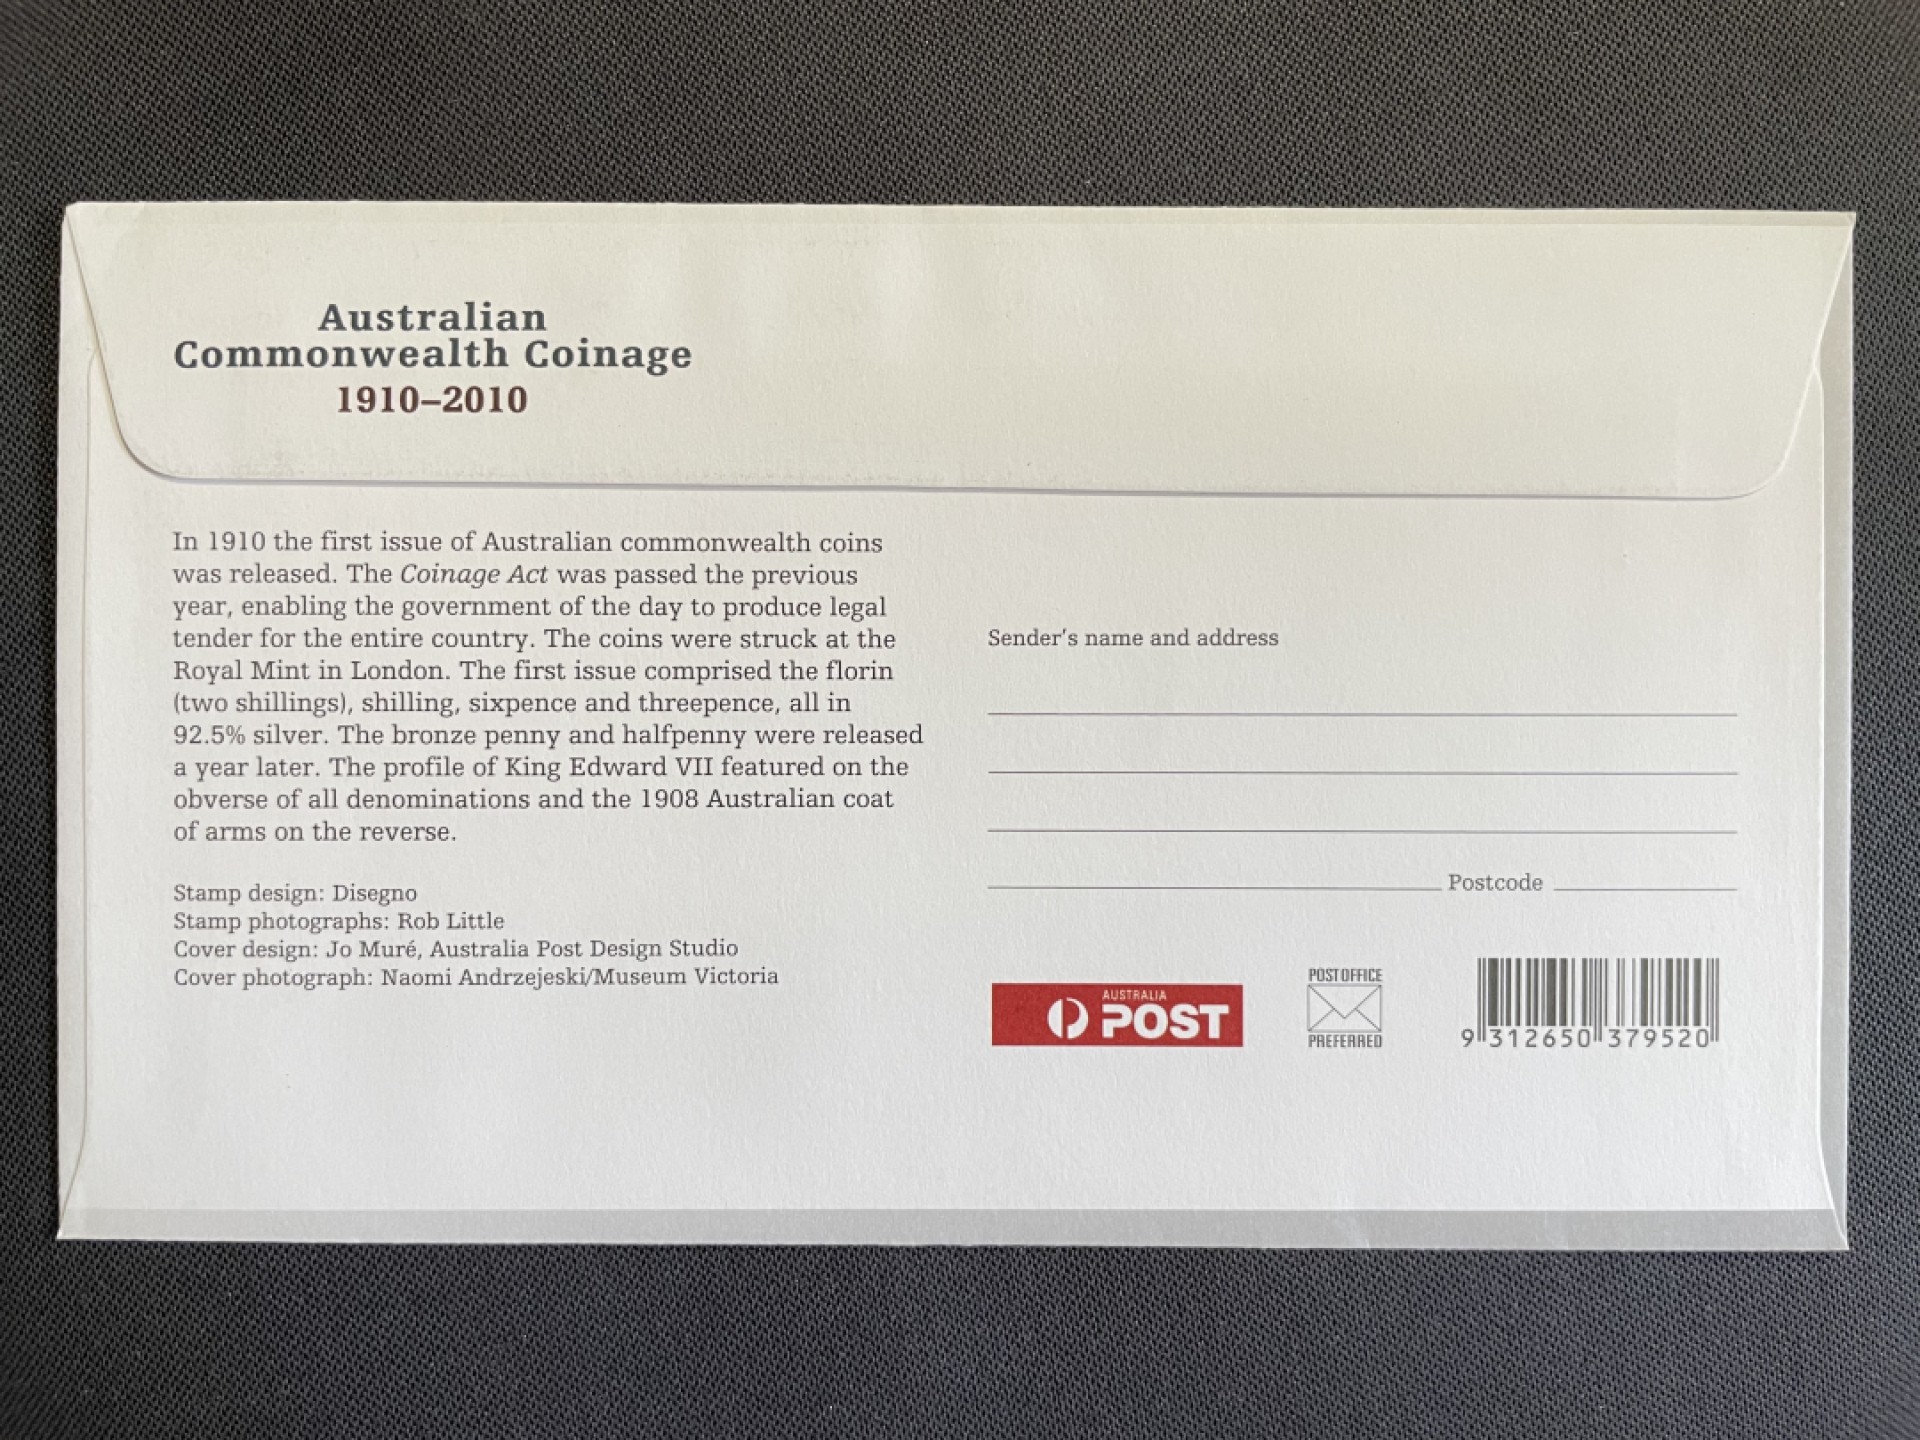 Australian
Commonwealth Coinage
1910–2010
In 1910 the first issue of Australian commonwealth coins
was released. The Coinage Act was passed the previous
year, enabling the government of the day to produce legal
tender for the entire country. The coins were struck at the
Royal Mint in London. The first issue comprised the florin
(two shillings), shilling, sixpence and threepence, all in
92.5% silver. The bronze penny and halfpenny were released
a year later. The profile of King Edward VII featured on the
obverse of all denominations and the 1908 Australian coat
of arms on the reverse.
Stamp design: Disegno
Stamp photographs: Rob Little
Cover design: Jo Muré, Australia Post Design Studio
Cover photograph: Naomi Andrzejeski/Museum Victoria
Sender's name and address
Postcode
AUSTRALIA
POST
POST OFFICE
PREFERRED
9 312650 379520